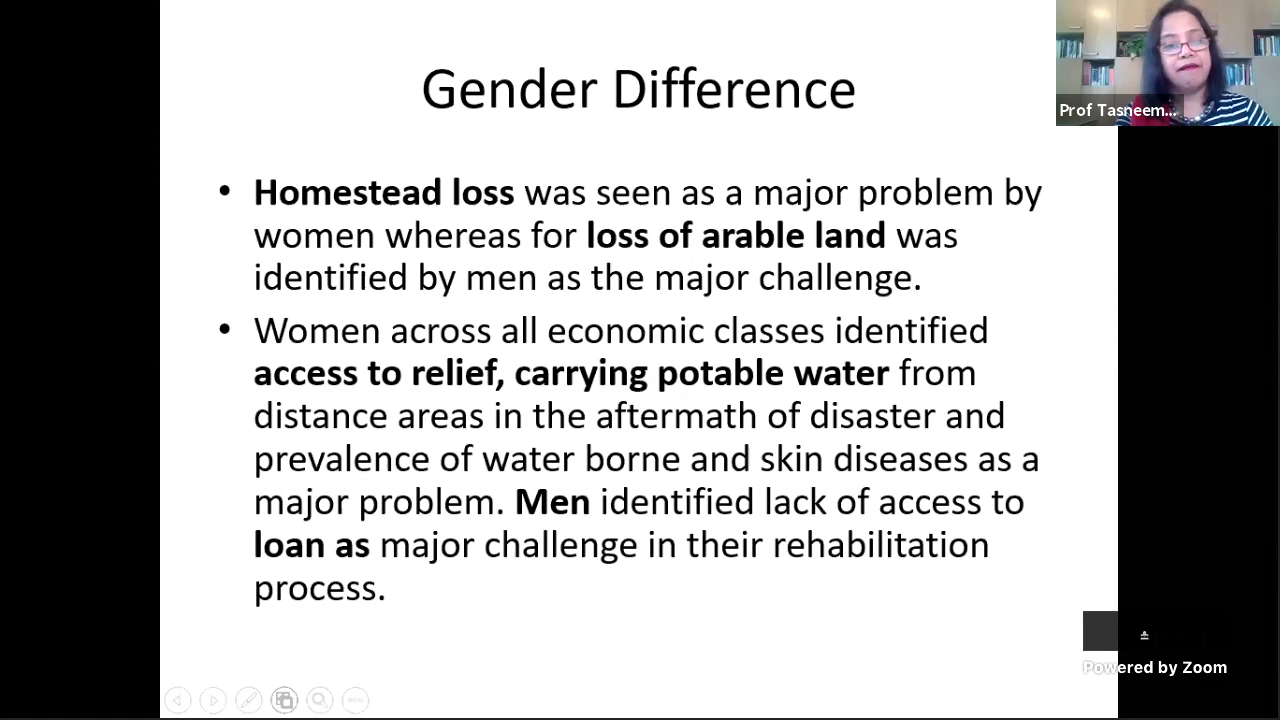 Gender Difference
Prof Tasneem...
• Homestead loss was seen as a major problem by
women whereas for loss of arable land was
identified by men as the major challenge.
• Women across all economic classes identified
access to relief, carrying potable water from
distance areas in the aftermath of disaster and
prevalence of water borne and skin diseases as a
major problem. Men identified lack of access to
loan as major challenge in their rehabilitation
process.
Powered by Zoom